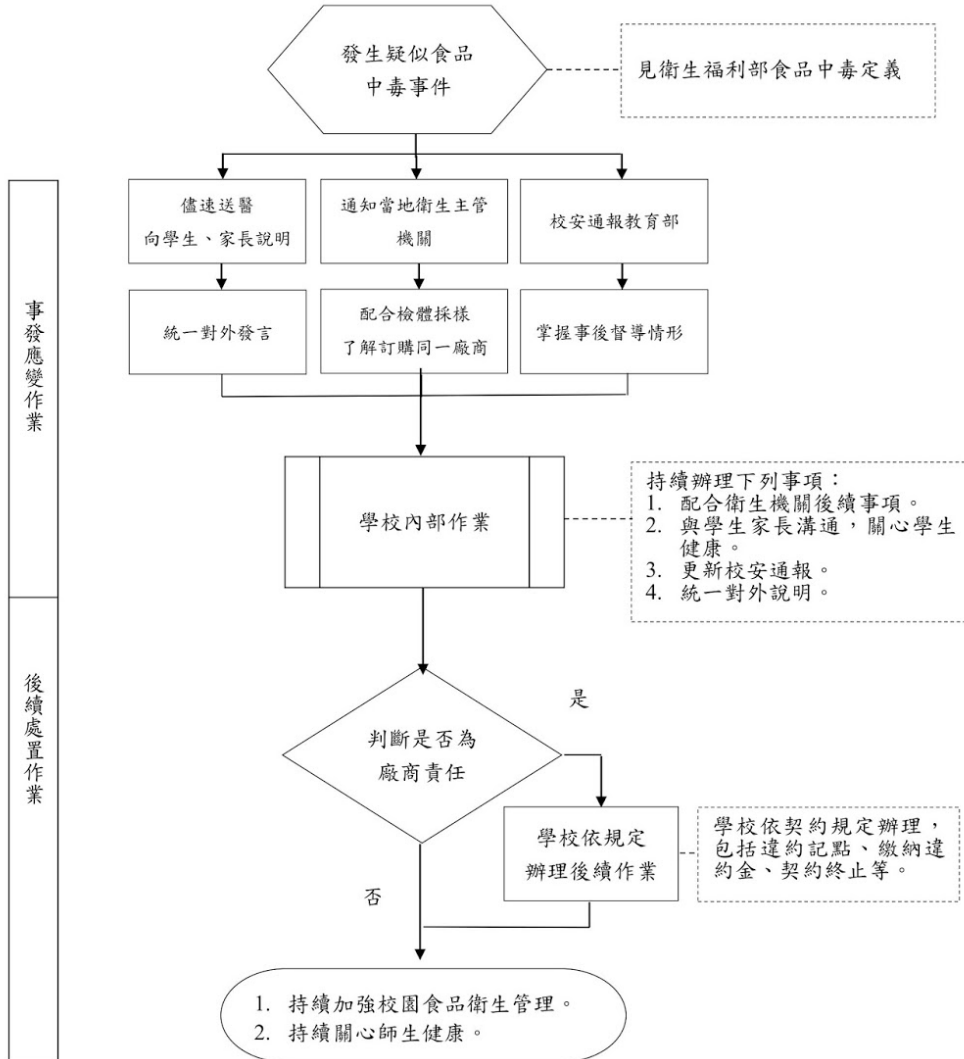 發生疑似食品
中毒事件
見衛生福利部食品中毒定義
事發應變作業
儘速送醫
向學生、家長說明
通知當地衛生主管
機關
校安通報教育部
統一對外發言
配合檢體採樣
了解訂購同一廠商
掌握事後督導情形
學校內部作業
持續辦理下列事項：
1. 配合衛生機關後續事項。
2. 與學生家長溝通，關心學生
健康。
3. 更新校安通報。
4. 統一對外說明。
後續處置作業
判斷是否為
廠商責任
是
學校依規定
辦理後續作業
學校依契約規定辦理，
包括違約記點、繳納違
約金、契約終止等。
否
1. 持續加強校園食品衛生管理。
2. 持續關心師生健康。